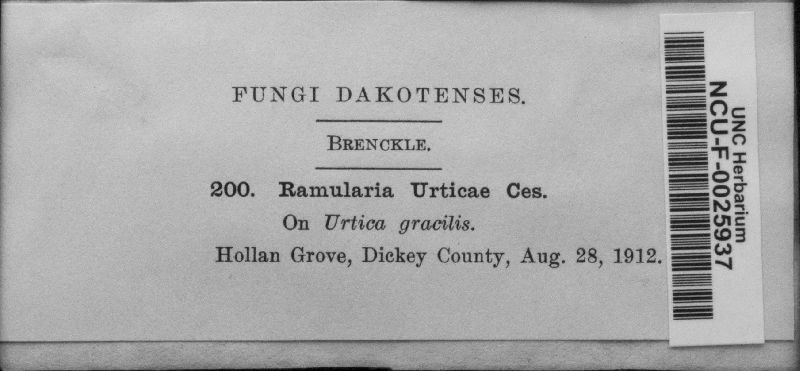 FUNGI DAKOTENSES.
BRENCKLE.
200. Ramularia Urticae Ces.
On Urtica gracilis.
Hollan Grove, Dickey County, Aug. 28, 1912.
UNC Herbarium
NCU-F-0025937